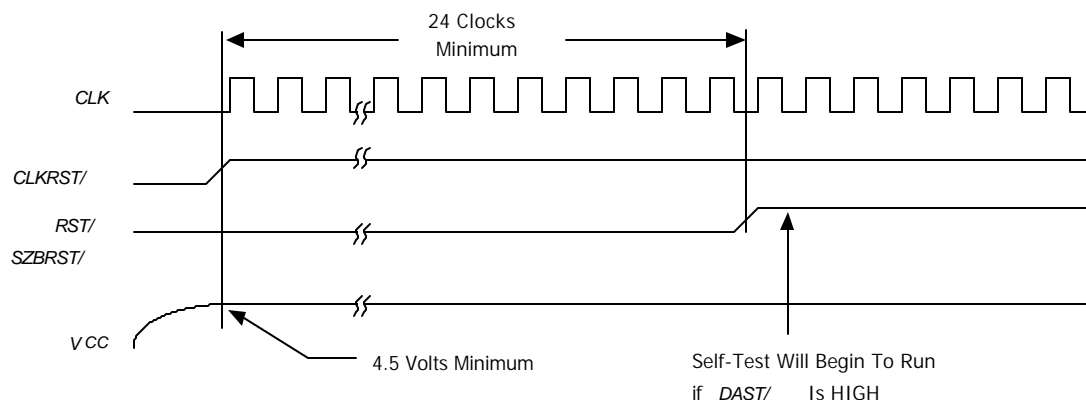 24 Clocks
Minimum
CLK
CLKRST/
RST/
SZBRST/
VCC
4.5 Volts Minimum
Self-Test Will Begin To Run
if DAST/ Is HIGH